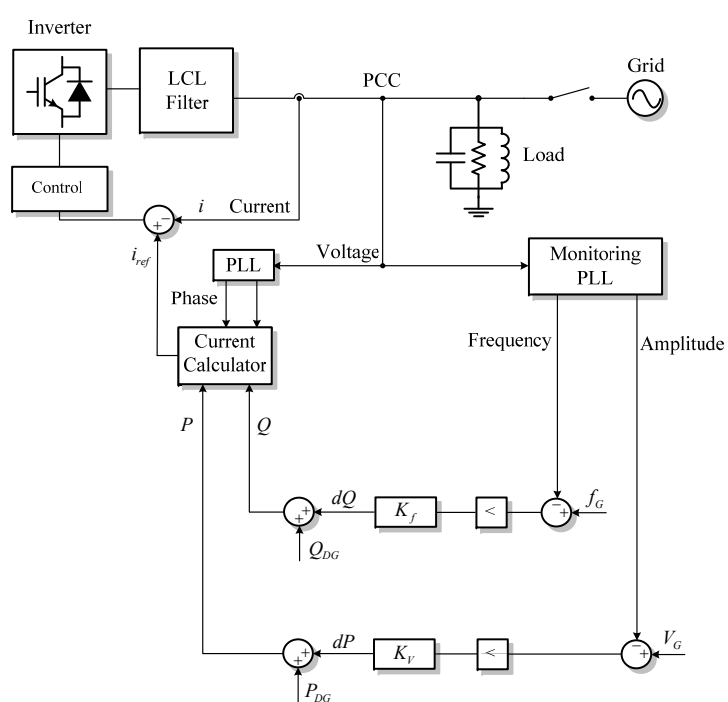 Inverter
LCL
Filter
PCC
Grid
Load
Control
i Current
− +
i_ref
Voltage
PLL
Monitoring
PLL
Phase
Current
Calculator
Frequency
Amplitude
P
Q
dQ
K_f
<
− +
f_G
+ +
Q_DG
dP
K_V
<
− +
V_G
+ +
P_DG